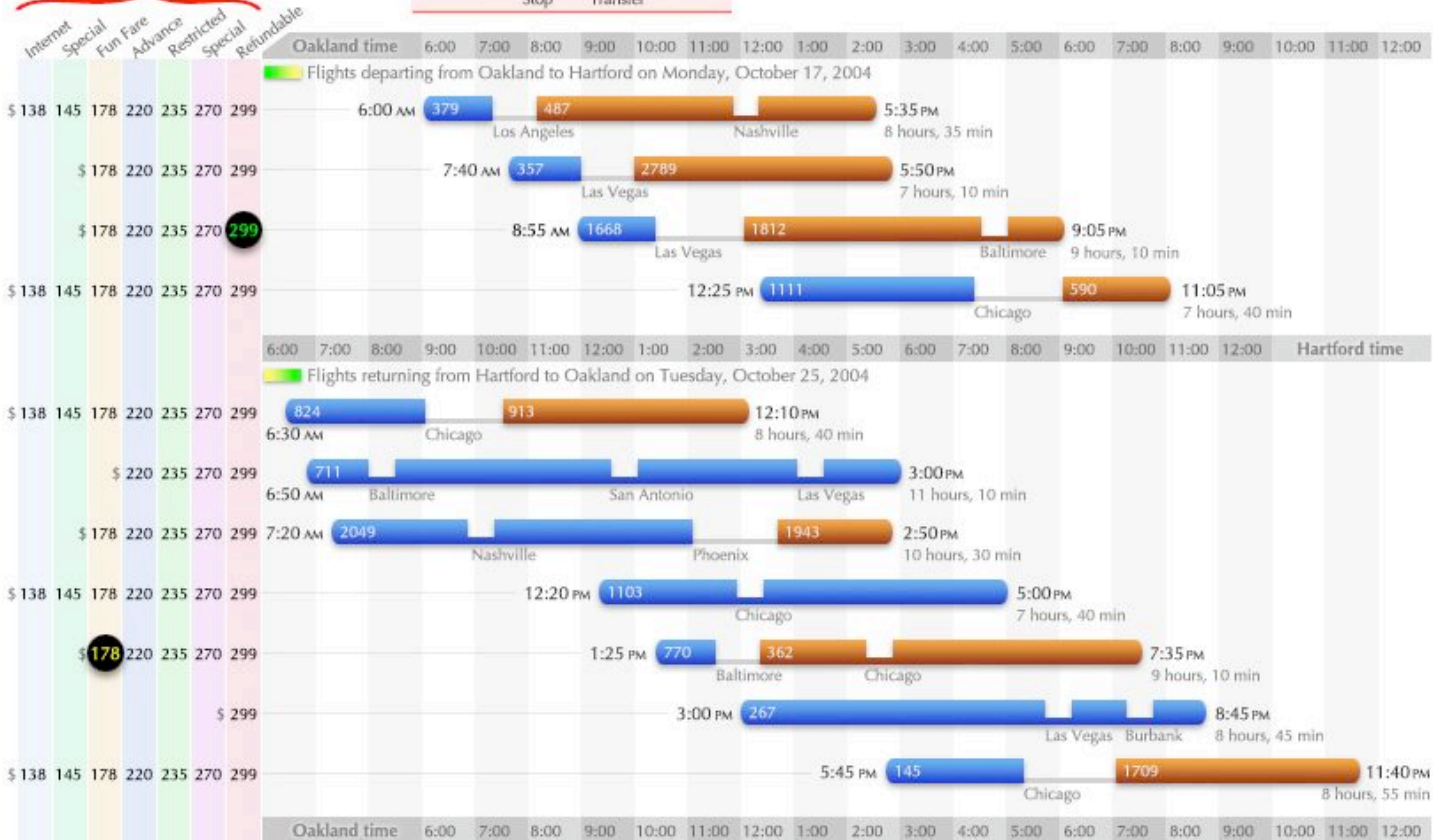 Stop Transfer
Internet Special Fun Fare Advance Restricted Special Refundable
Oakland time 6:00 7:00 8:00 9:00 10:00 11:00 12:00 1:00 2:00 3:00 4:00 5:00 6:00 7:00 8:00 9:00 10:00 11:00 12:00
Flights departing from Oakland to Hartford on Monday, October 17, 2004
$ 138 145 178 220 235 270 299 6:00 AM 379 487 5:35 PM
Los Angeles Nashville 8 hours, 35 min
$ 178 220 235 270 299 7:40 AM 357 2789 5:50 PM
Las Vegas 7 hours, 10 min
$ 178 220 235 270 299 8:55 AM 1668 1812 9:05 PM
Las Vegas Baltimore 9 hours, 10 min
$ 138 145 178 220 235 270 299 12:25 PM 1111 590 11:05 PM
Chicago 7 hours, 40 min
6:00 7:00 8:00 9:00 10:00 11:00 12:00 1:00 2:00 3:00 4:00 5:00 6:00 7:00 8:00 9:00 10:00 11:00 12:00 Hartford time
Flights returning from Hartford to Oakland on Tuesday, October 25, 2004
$ 138 145 178 220 235 270 299 824 913 12:10 PM
6:30 AM Chicago 8 hours, 40 min
$ 220 235 270 299 711 3:00 PM
6:50 AM Baltimore San Antonio Las Vegas 11 hours, 10 min
$ 178 220 235 270 299 7:20 AM 2049 1943 2:50 PM
Nashville Phoenix 10 hours, 30 min
$ 138 145 178 220 235 270 299 12:20 PM 1103 5:00 PM
Chicago 7 hours, 40 min
$ 178 220 235 270 299 1:25 PM 770 362 7:35 PM
Baltimore Chicago 9 hours, 10 min
$ 299 3:00 PM 267 8:45 PM
Las Vegas Burbank 8 hours, 45 min
$ 138 145 178 220 235 270 299 5:45 PM 145 1709 11:40 PM
Chicago 8 hours, 55 min
Oakland time 6:00 7:00 8:00 9:00 10:00 11:00 12:00 1:00 2:00 3:00 4:00 5:00 6:00 7:00 8:00 9:00 10:00 11:00 12:00